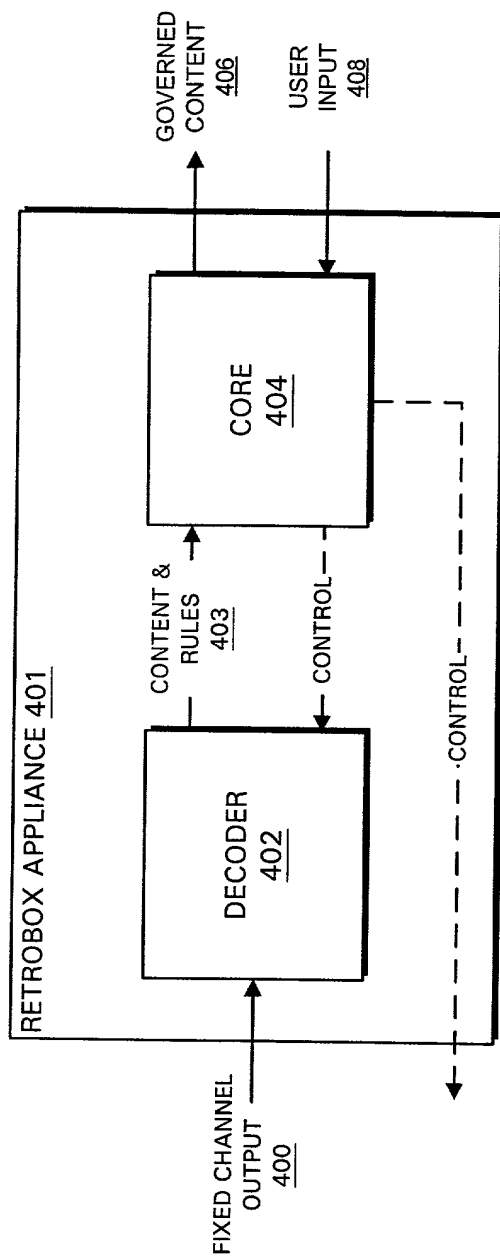 RETROBOX APPLIANCE 401
FIXED CHANNEL
OUTPUT
400
DECODER
402
CONTENT &
RULES
403
CONTROL
CORE
404
GOVERNED
CONTENT
406
USER
INPUT
408
CONTROL